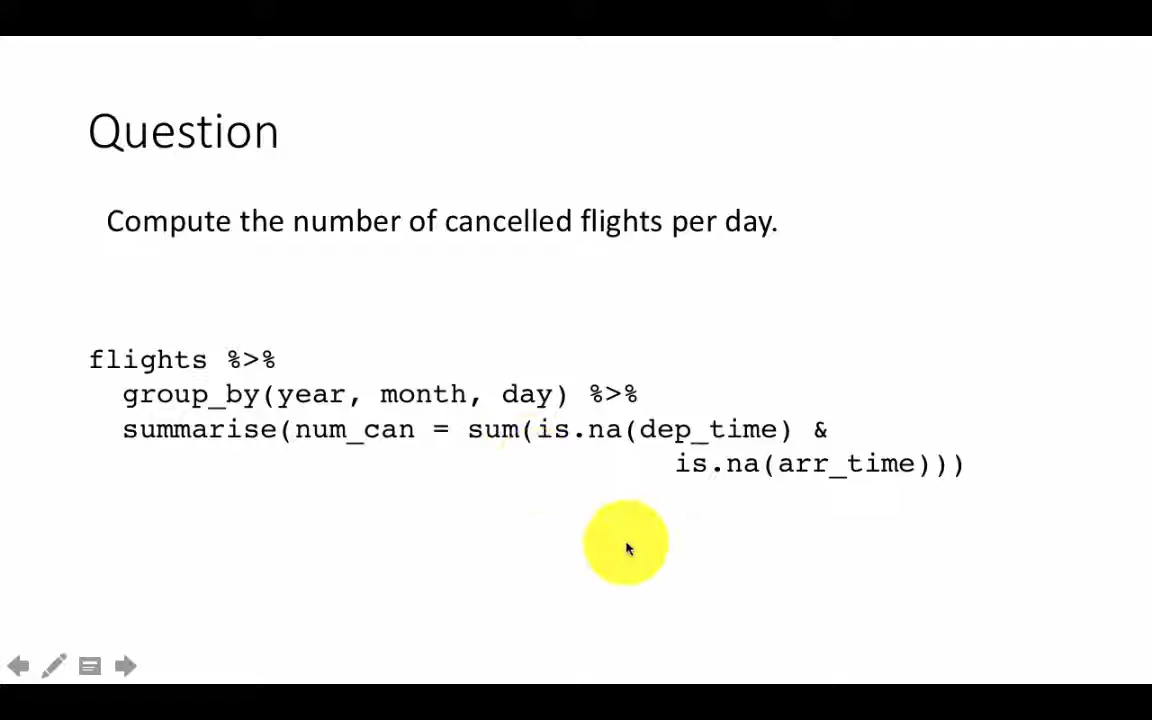 Question
Compute the number of cancelled flights per day.
flights %>%
  group_by(year, month, day) %>%
  summarise(num_can = sum(is.na(dep_time) &
                                  is.na(arr_time)))